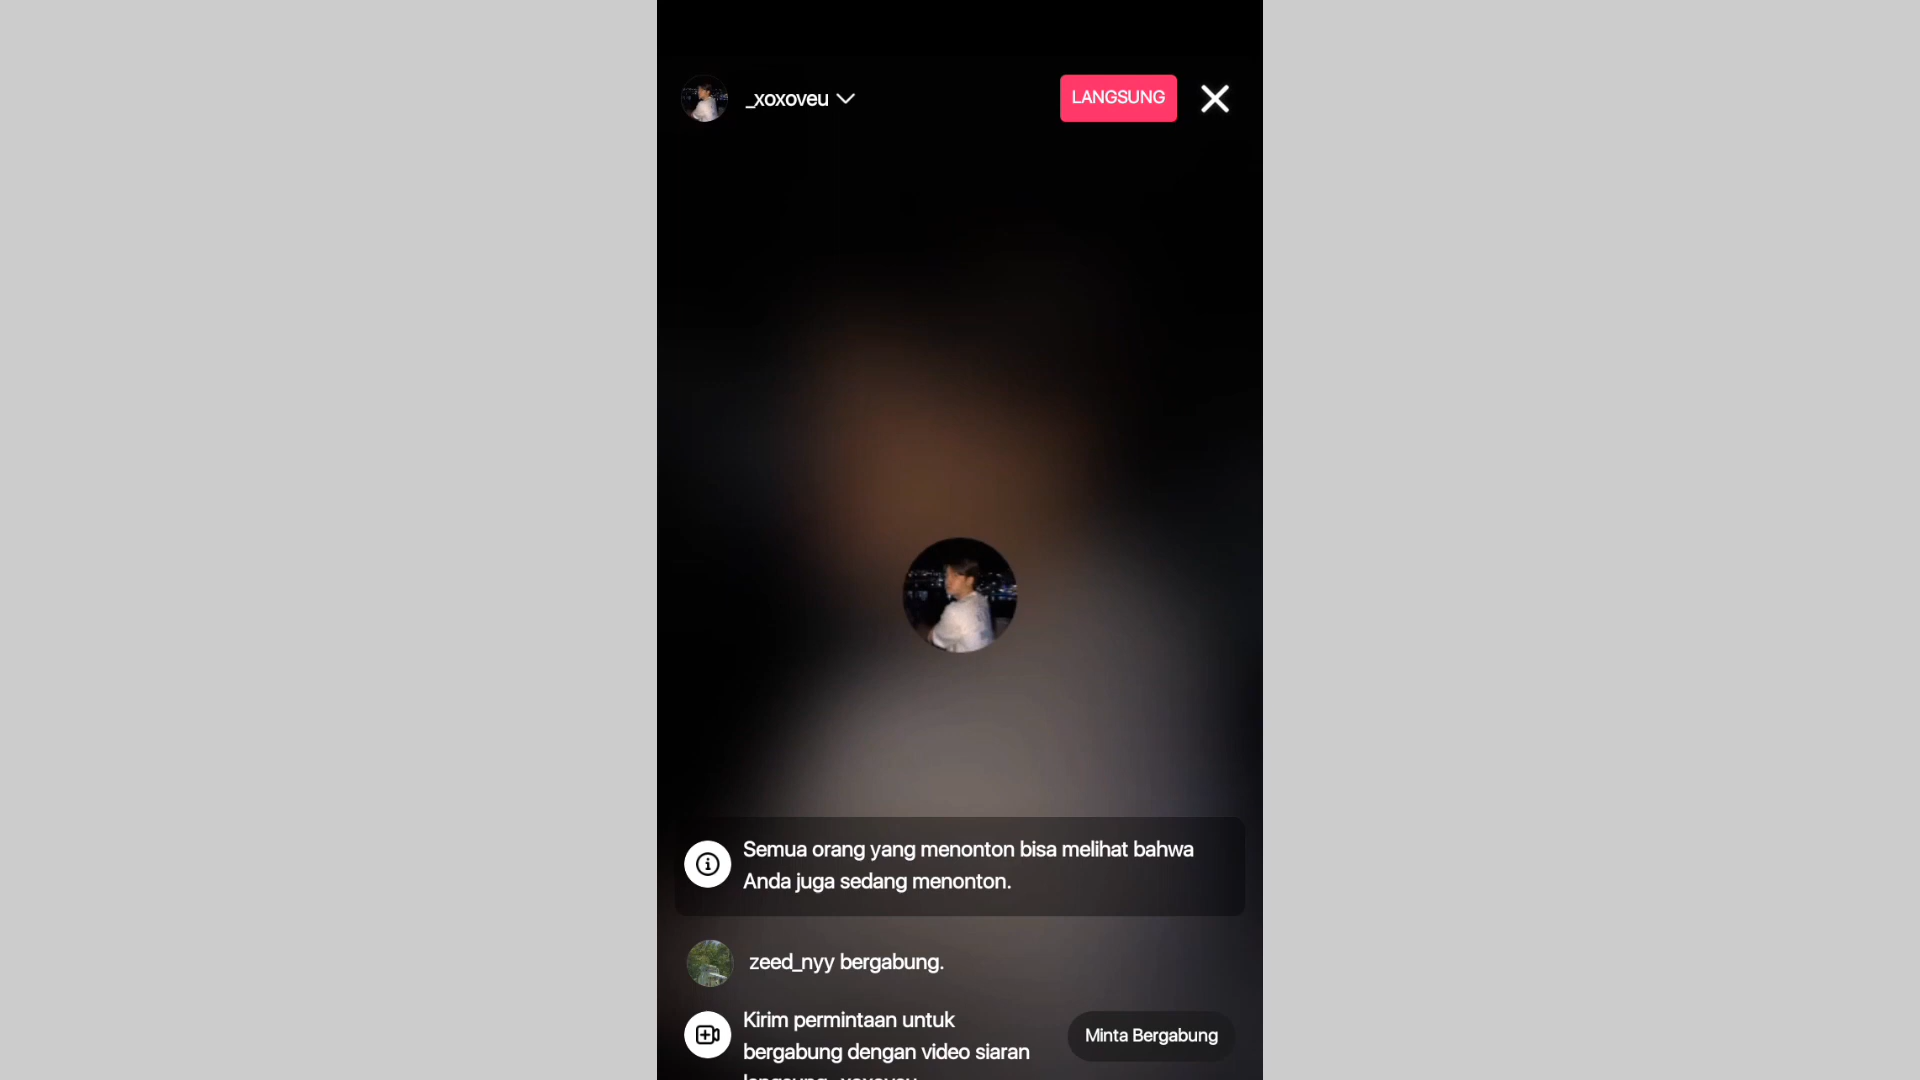 _xoxoveu
LANGSUNG
Semua orang yang menonton bisa melihat bahwa
Anda juga sedang menonton.
zeed_nyy bergabung.
Kirim permintaan untuk
bergabung dengan video siaran
Minta Bergabung